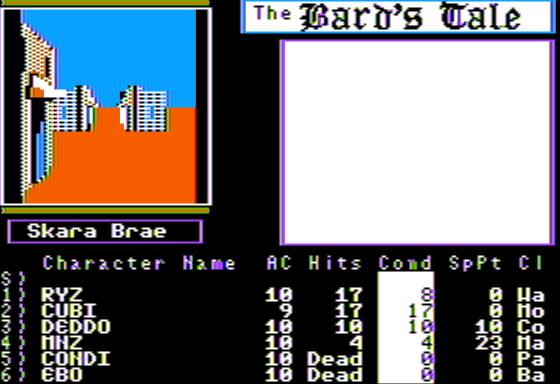 The Bard's Tale
Skara Brae
Character Name AC Hits Cond SpPt Cl
S)
1) RYZ 10 17 8 0 Wa
2) CUBI 9 17 17 0 Mo
3) DEDDO 10 10 10 10 Co
4) MNZ 10 4 4 23 Ma
5) CONDI 10 Dead 0 0 Pa
6) EBO 10 Dead 0 0 Ba